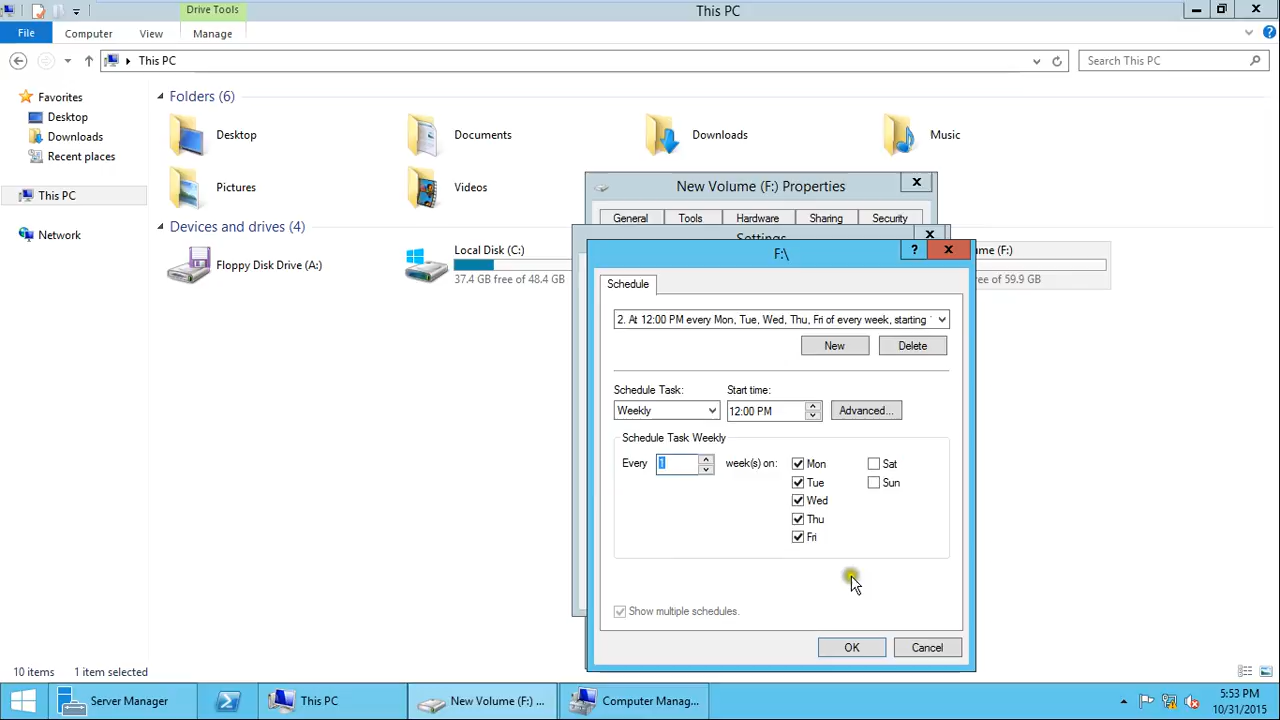 Drive Tools
This PC
File
Computer
View
Manage
This PC
Search This PC
Favorites
Desktop
Downloads
Recent places
This PC
Network
Folders (6)
Desktop
Documents
Downloads
Music
Pictures
Videos
Devices and drives (4)
Floppy Disk Drive (A:)
Local Disk (C:)
37.4 GB free of 48.4 GB
(F:)
free of 59.9 GB
New Volume (F:) Properties
General
Tools
Hardware
Sharing
Security
Settings
F:\
?
Schedule
2. At 12:00 PM every Mon, Tue, Wed, Thu, Fri of every week, starting
New
Delete
Schedule Task:
Start time:
Weekly
12:00 PM
Advanced...
Schedule Task Weekly
Every
1
week(s) on:
Mon
Sat
Tue
Sun
Wed
Thu
Fri
Show multiple schedules.
OK
Cancel
10 items
1 item selected
Server Manager
This PC
New Volume (F:) ...
Computer Manag...
5:53 PM
10/31/2015